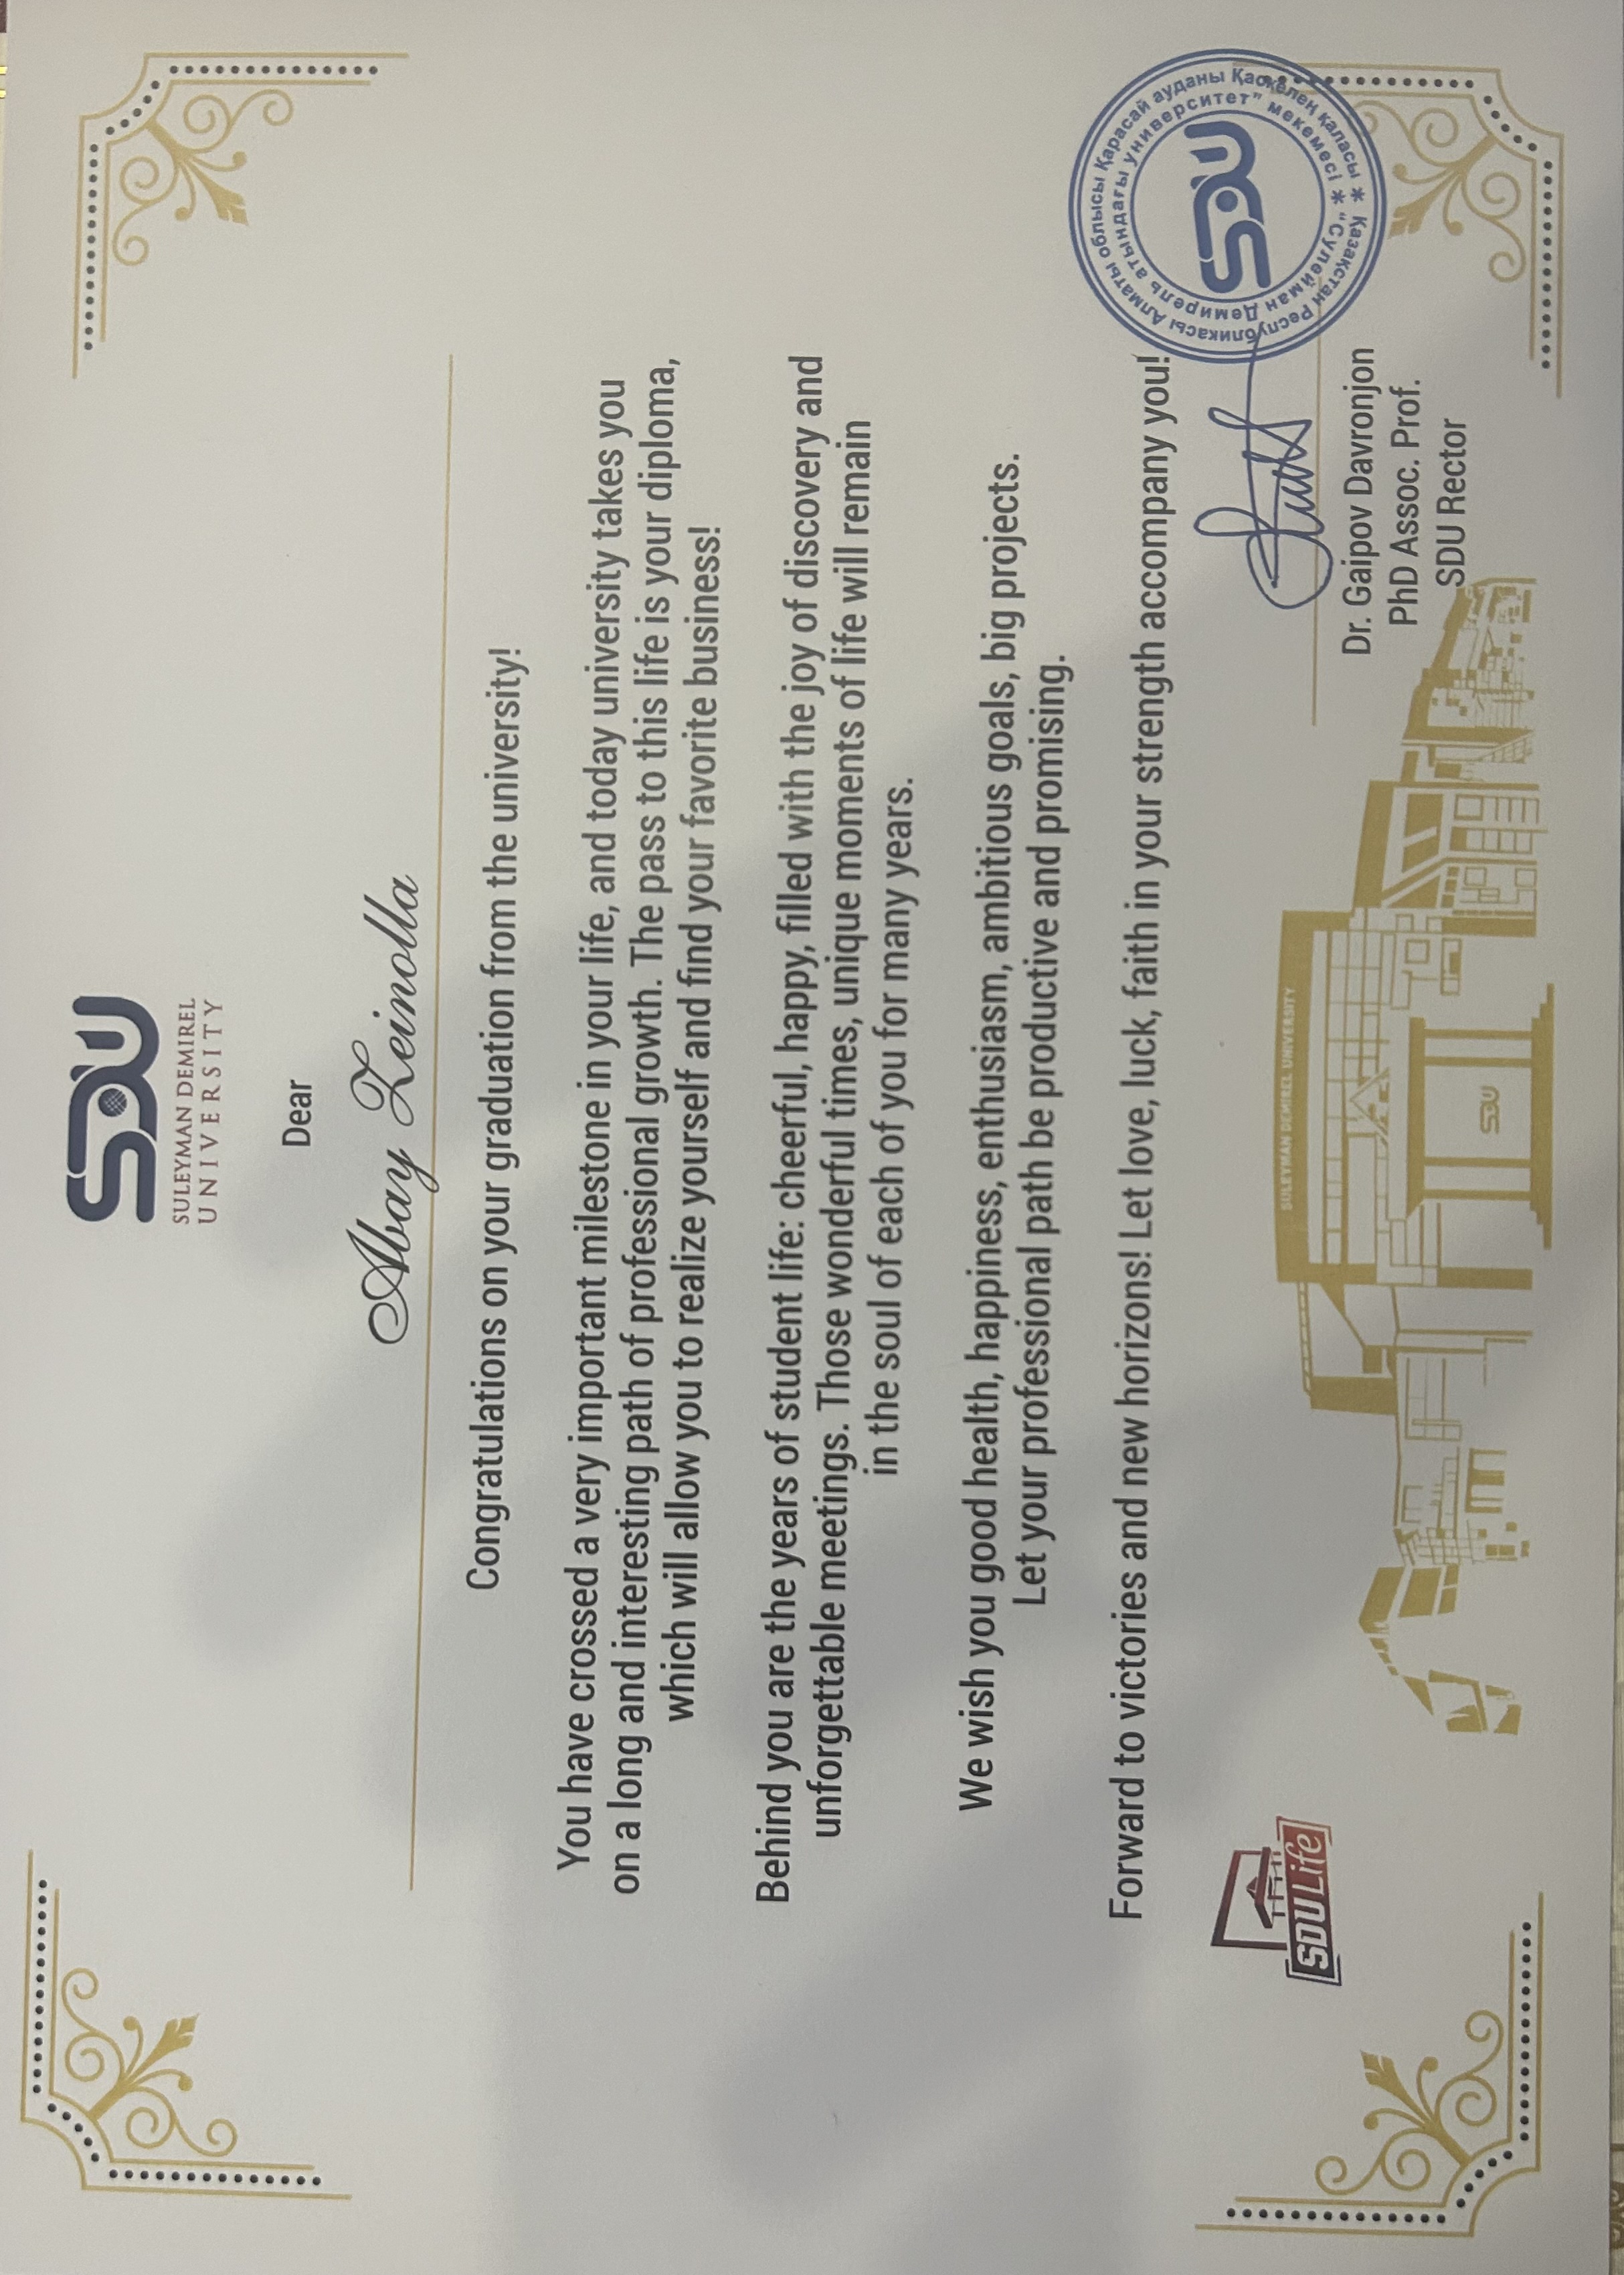 SDU
SULEYMAN DEMIREL
UNIVERSITY
Dear
Abay Zeinolla
Congratulations on your graduation from the university!
You have crossed a very important milestone in your life, and today university takes you
on a long and interesting path of professional growth. The pass to this life is your diploma,
which will allow you to realize yourself and find your favorite business!
Behind you are the years of student life: cheerful, happy, filled with the joy of discovery and
unforgettable meetings. Those wonderful times, unique moments of life will remain
in the soul of each of you for many years.
We wish you good health, happiness, enthusiasm, ambitious goals, big projects.
Let your professional path be productive and promising.
Forward to victories and new horizons! Let love, luck, faith in your strength accompany you!
SDU Life
SULEYMAN DEMIREL UNIVERSITY
SDU
Dr. Gaipov Davronjon
PhD Assoc. Prof.
SDU Rector
Қазақстан Республикасы Алматы облысы Қарасай ауданы Қаскелең қаласы *
"Сулейман Демирель атындағы университет" мекемесі *
SDU